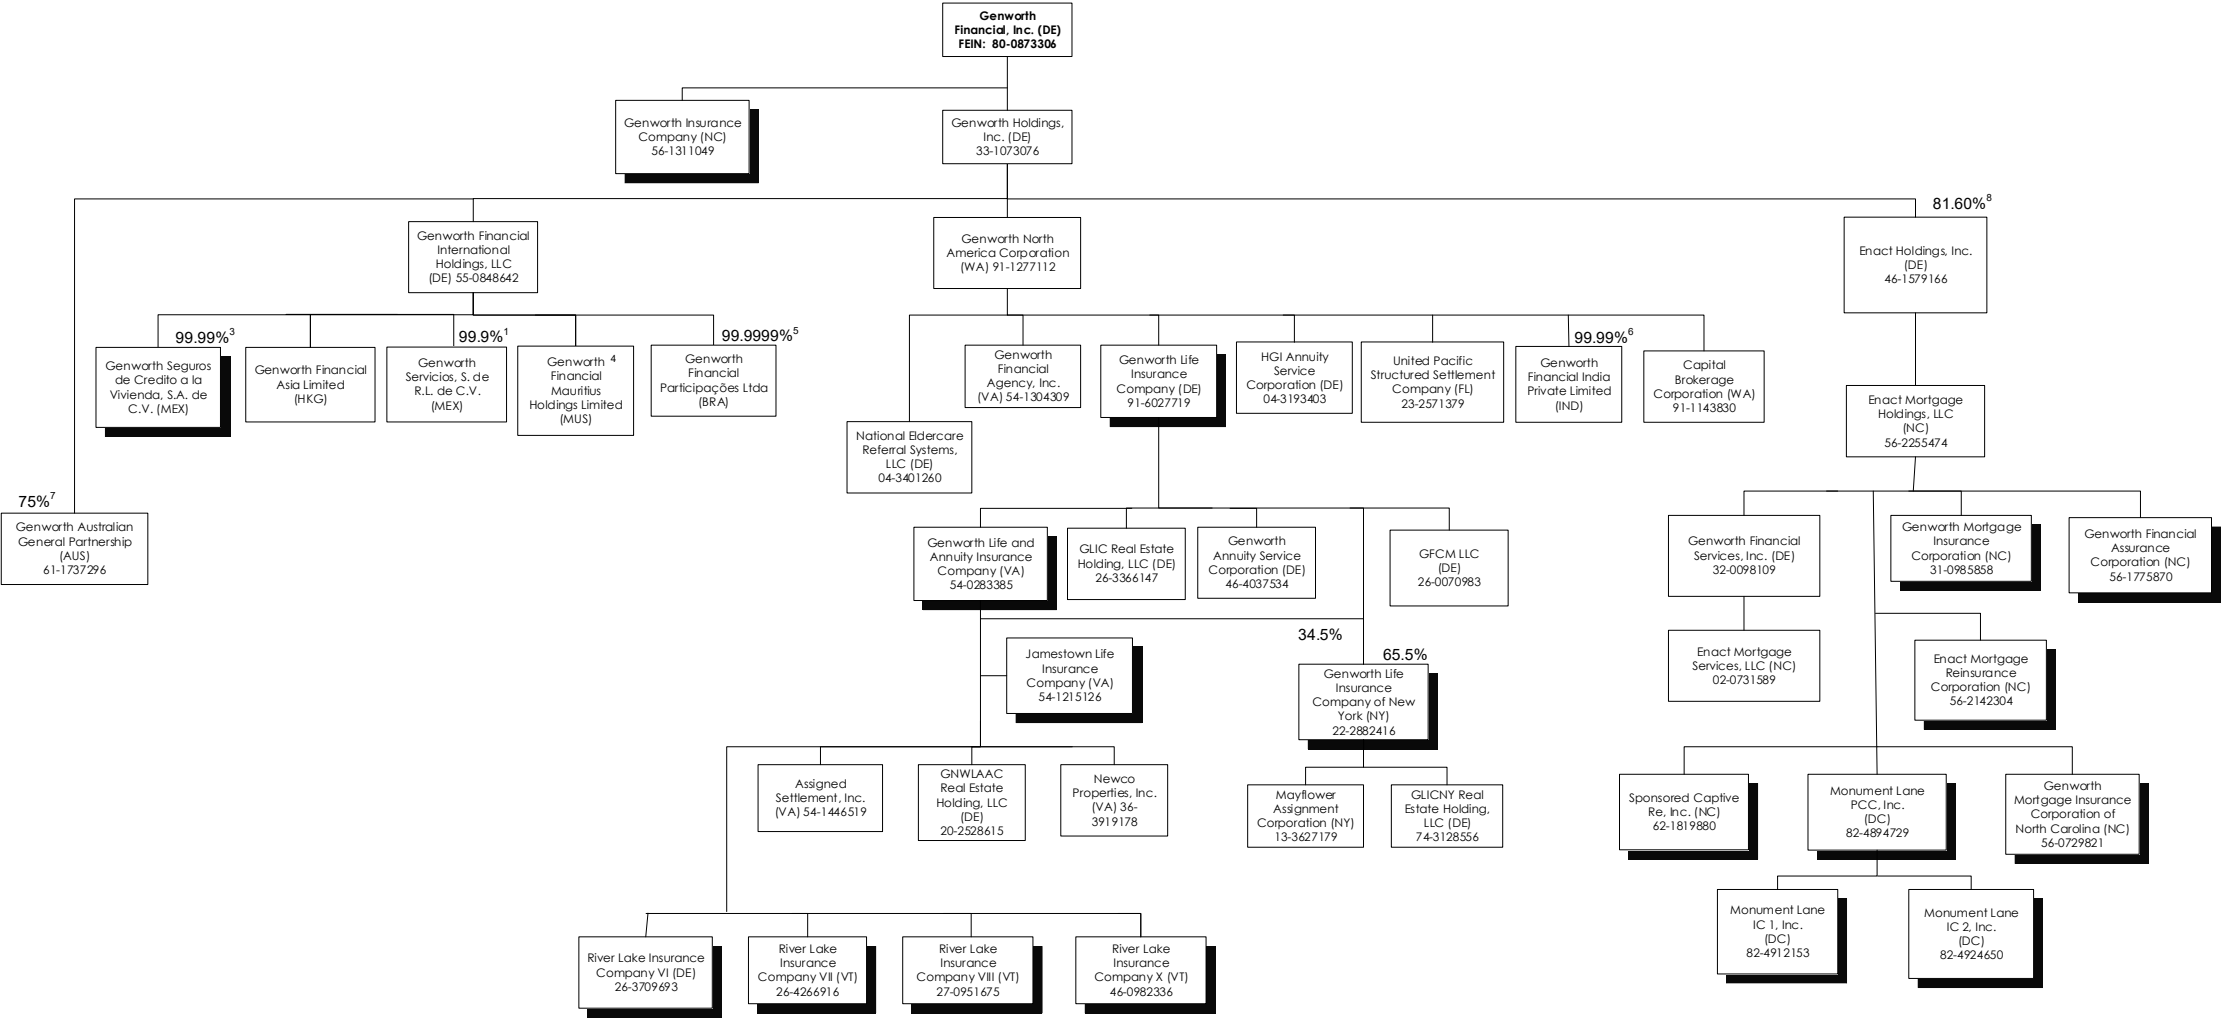 Genworth
Financial, Inc. (DE)
FEIN: 80-0873306
Genworth Insurance
Company (NC)
56-1311049
Genworth Holdings,
Inc. (DE)
33-1073076
81.60%8
Genworth Financial
International
Holdings, LLC
(DE) 55-0848642
Genworth North
America Corporation
(WA) 91-1277112
Enact Holdings, Inc.
(DE)
46-1579166
99.99%3
99.9%1
99.9999%5
99.99%6
Genworth Seguros
de Credito a la
Vivienda, S.A. de
C.V. (MEX)
Genworth Financial
Asia Limited
(HKG)
Genworth
Servicios, S. de
R.L. de C.V.
(MEX)
Genworth 4
Financial
Mauritius
Holdings Limited
(MUS)
Genworth
Financial
Participações Ltda
(BRA)
Genworth
Financial
Agency, Inc.
(VA) 54-1304309
Genworth Life
Insurance
Company (DE)
91-6027719
HGI Annuity
Service
Corporation (DE)
04-3193403
United Pacific
Structured Settlement
Company (FL)
23-2571379
Genworth
Financial India
Private Limited
(IND)
Capital
Brokerage
Corporation (WA)
91-1143830
Enact Mortgage
Holdings, LLC
(NC)
56-2255474
National Eldercare
Referral Systems,
LLC (DE)
04-3401260
75%7
Genworth Australian
General Partnership
(AUS)
61-1737296
Genworth Life and
Annuity Insurance
Company (VA)
54-0283385
GLIC Real Estate
Holding, LLC (DE)
26-3366147
Genworth
Annuity Service
Corporation (DE)
46-4037534
GFCM LLC
(DE)
26-0070983
Genworth Financial
Services, Inc. (DE)
32-0098109
Genworth Mortgage
Insurance
Corporation (NC)
31-0985858
Genworth Financial
Assurance
Corporation (NC)
56-1775870
34.5%
65.5%
Jamestown Life
Insurance
Company (VA)
54-1215126
Genworth Life
Insurance
Company of New
York (NY)
22-2882416
Enact Mortgage
Services, LLC (NC)
02-0731589
Enact Mortgage
Reinsurance
Corporation (NC)
56-2142304
Assigned
Settlement, Inc.
(VA) 54-1446519
GNWLAAC
Real Estate
Holding, LLC
(DE)
20-2528615
Newco
Properties, Inc.
(VA) 36-
3919178
Mayflower
Assignment
Corporation (NY)
13-3627179
GLICNY Real
Estate Holding,
LLC (DE)
74-3128556
Sponsored Captive
Re, Inc. (NC)
62-1819880
Monument Lane
PCC, Inc.
(DC)
82-4894729
Genworth
Mortgage Insurance
Corporation of
North Carolina (NC)
56-0729821
Monument Lane
IC 1, Inc.
(DC)
82-4912153
Monument Lane
IC 2, Inc.
(DC)
82-4924650
River Lake Insurance
Company VI (DE)
26-3709693
River Lake
Insurance
Company VII (VT)
26-4266916
River Lake
Insurance
Company VIII (VT)
27-0951675
River Lake
Insurance
Company X (VT)
46-0982336